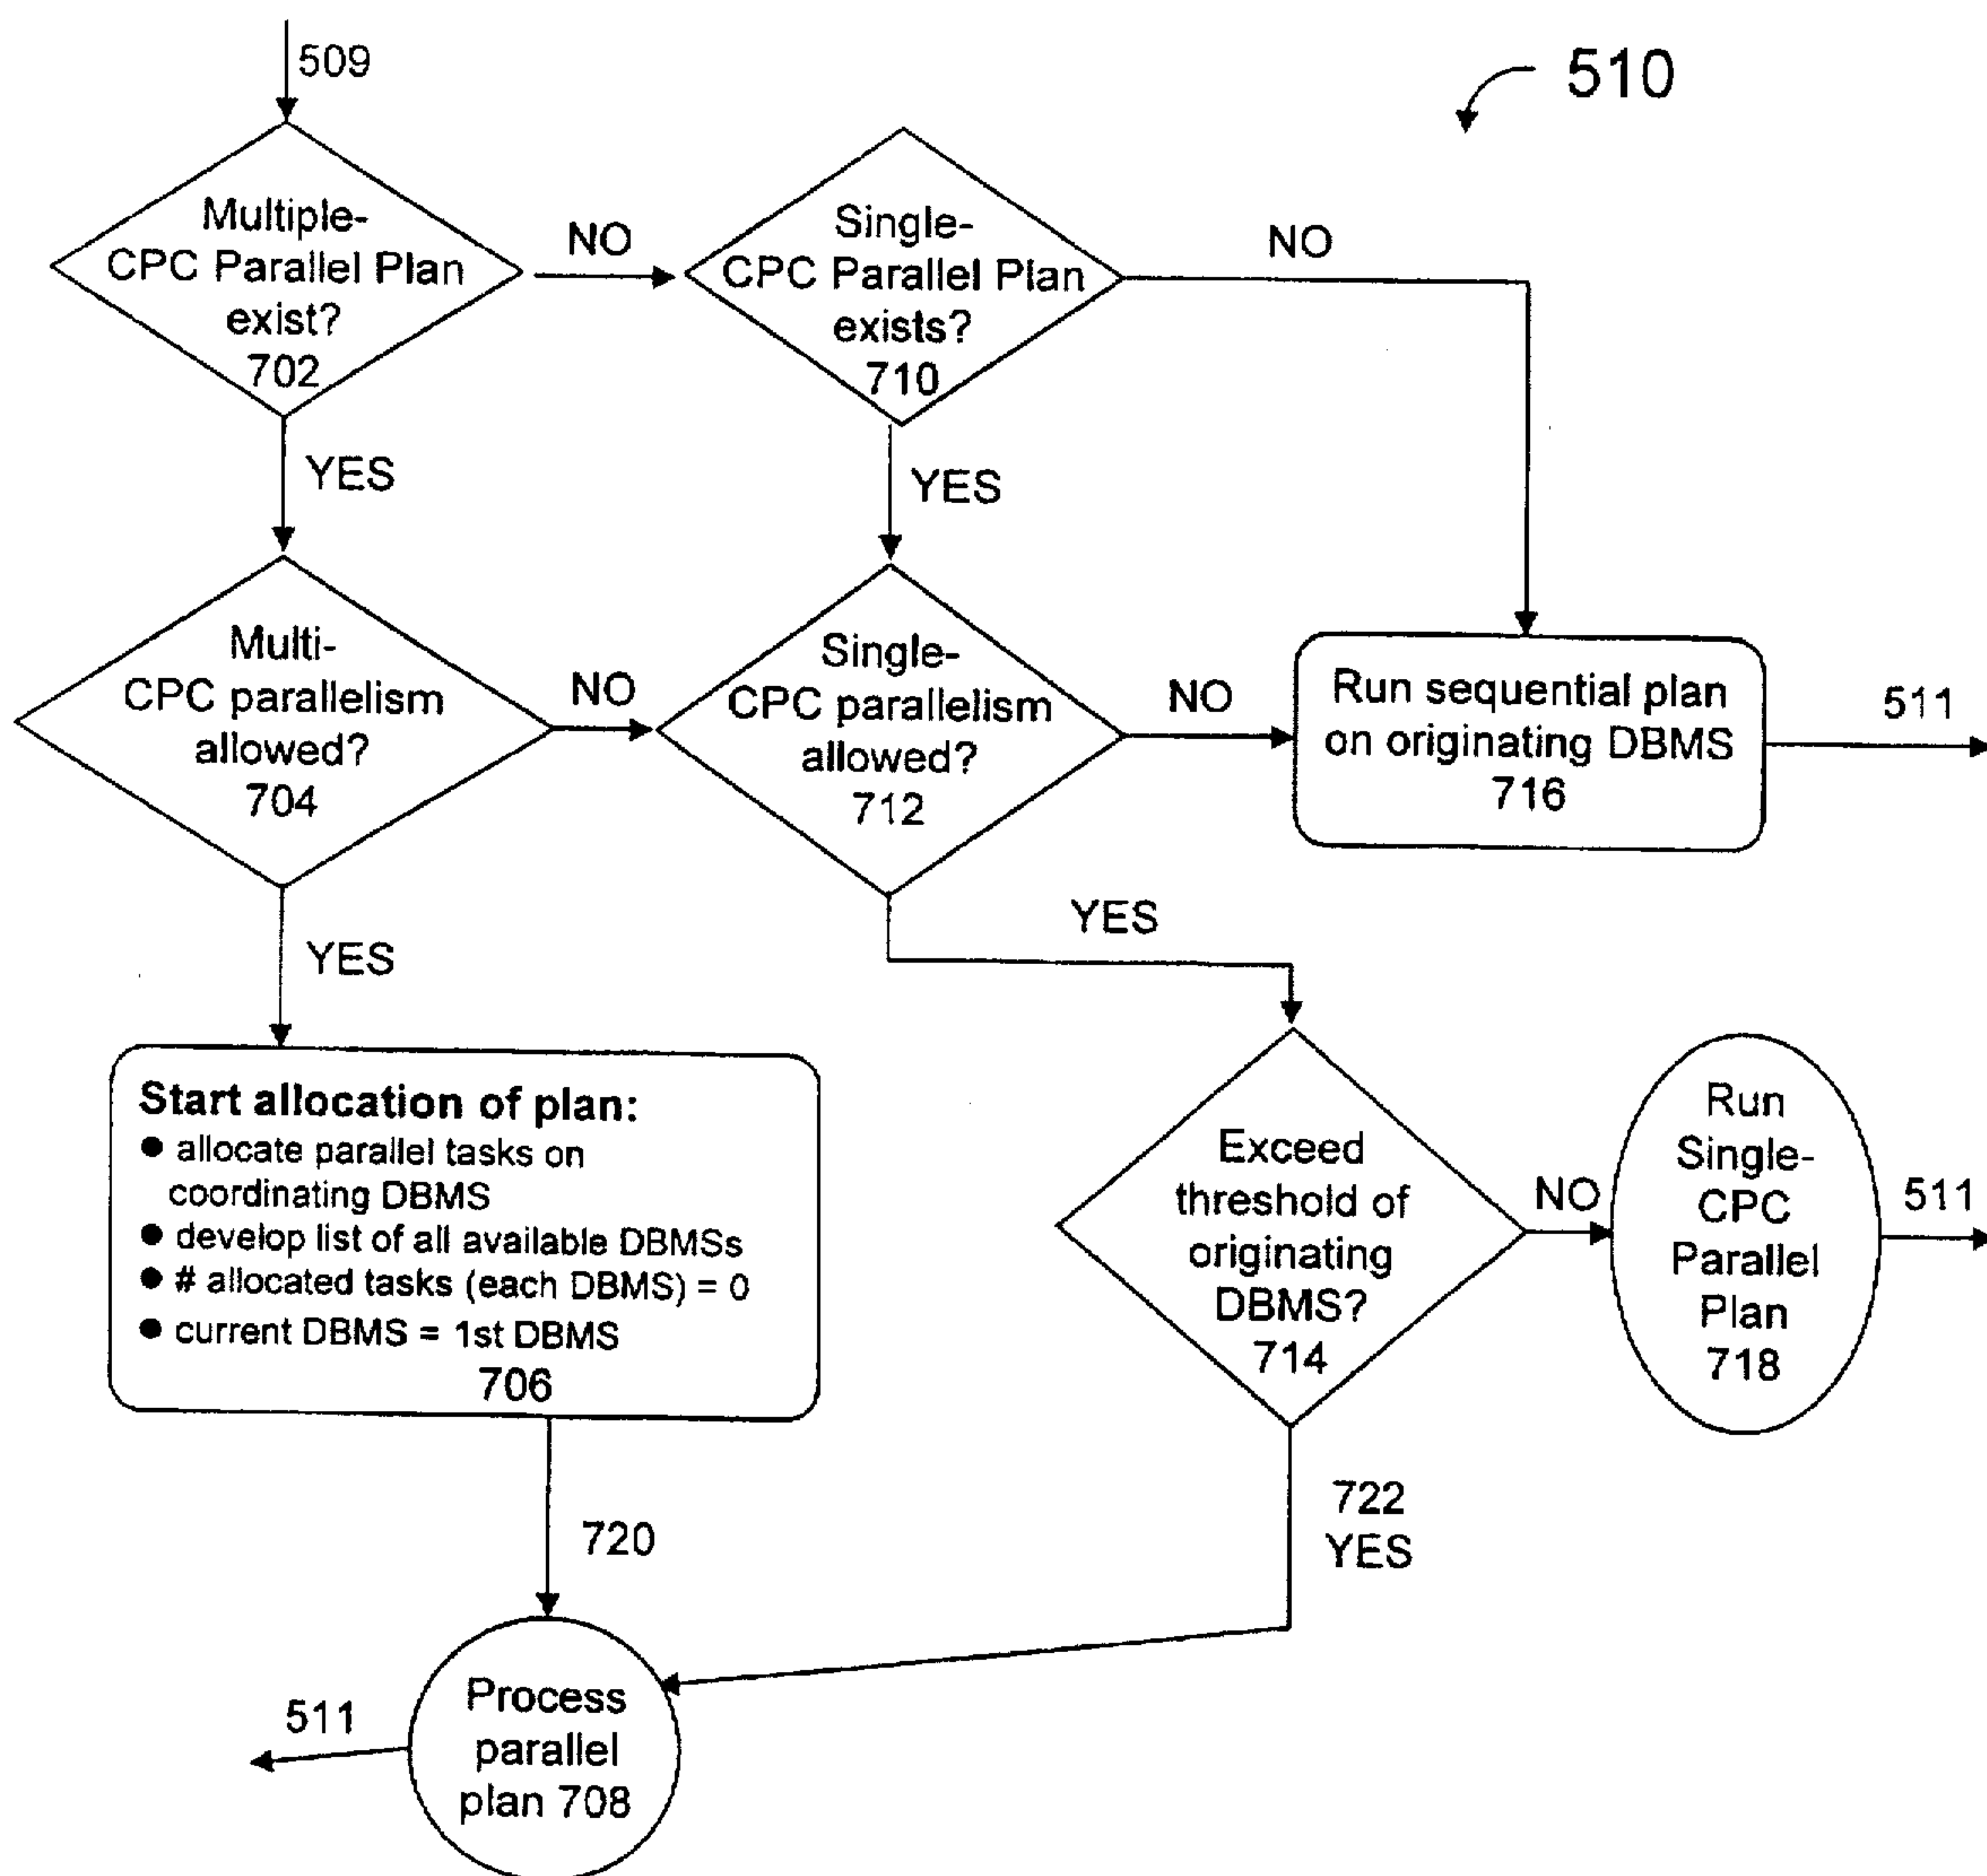 509
510
Multiple-
CPC Parallel Plan
exist?
702
NO
Single-
CPC Parallel Plan
exists?
710
NO
YES
YES
Multi-
CPC parallelism
allowed?
704
NO
Single-
CPC parallelism
allowed?
712
NO
Run sequential plan
on originating DBMS
716
511
YES
YES
Start allocation of plan:
● allocate parallel tasks on
coordinating DBMS
● develop list of all available DBMSs
● # allocated tasks (each DBMS) = 0
● current DBMS = 1st DBMS
706
Exceed
threshold of
originating
DBMS?
714
NO
Run
Single-
CPC
Parallel
Plan
718
511
720
722
YES
Process
parallel
plan 708
511